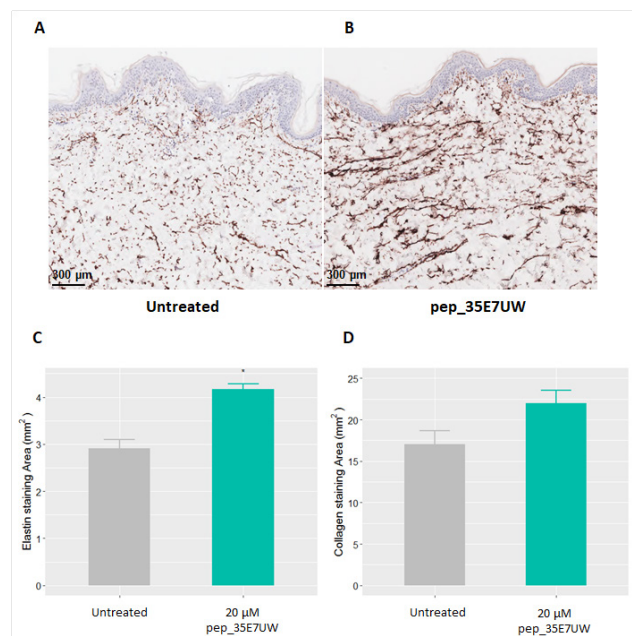 A
B
300 µm
300 µm
Untreated
pep_35E7UW
C
D
Elastin staining Area (mm²)
4
3
2
1
0
*
Untreated
20 µM
pep_35E7UW
Collagen staining Area (mm²)
25
20
15
10
5
0
Untreated
20 µM
pep_35E7UW